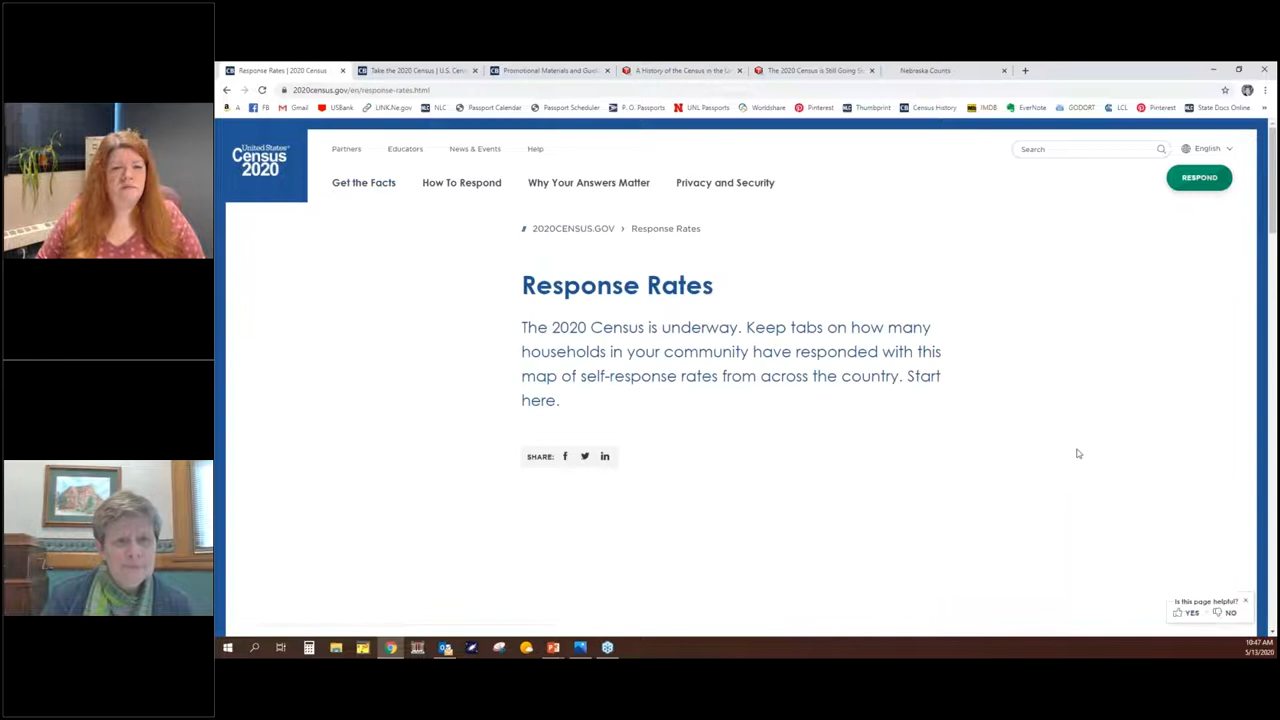 Response Rates | 2020 Census
Take the 2020 Census | U.S. Cen
Promotional Materials and Guid
A History of the Census in the U
The 2020 Census is Still Going S
Nebraska Counts
2020census.gov/en/response-rates.html
A
FB
Gmail
USBank
LINK.Ne.gov
NLC
Passport Calendar
Passport Scheduler
P. O. Passports
UNL Passports
Worldshare
Pinterest
Thumbprint
Census History
IMDB
EverNote
GODORT
LCL
Pinterest
State Docs Online
»
United States
Census
2020
Partners Educators News & Events Help
Search
English
Get the Facts How To Respond Why Your Answers Matter Privacy and Security
RESPOND
// 2020CENSUS.GOV > Response Rates
Response Rates
The 2020 Census is underway. Keep tabs on how many
households in your community have responded with this
map of self-response rates from across the country. Start
here.
SHARE:
Is this page helpful?
YES NO
10:47 AM
5/13/2020